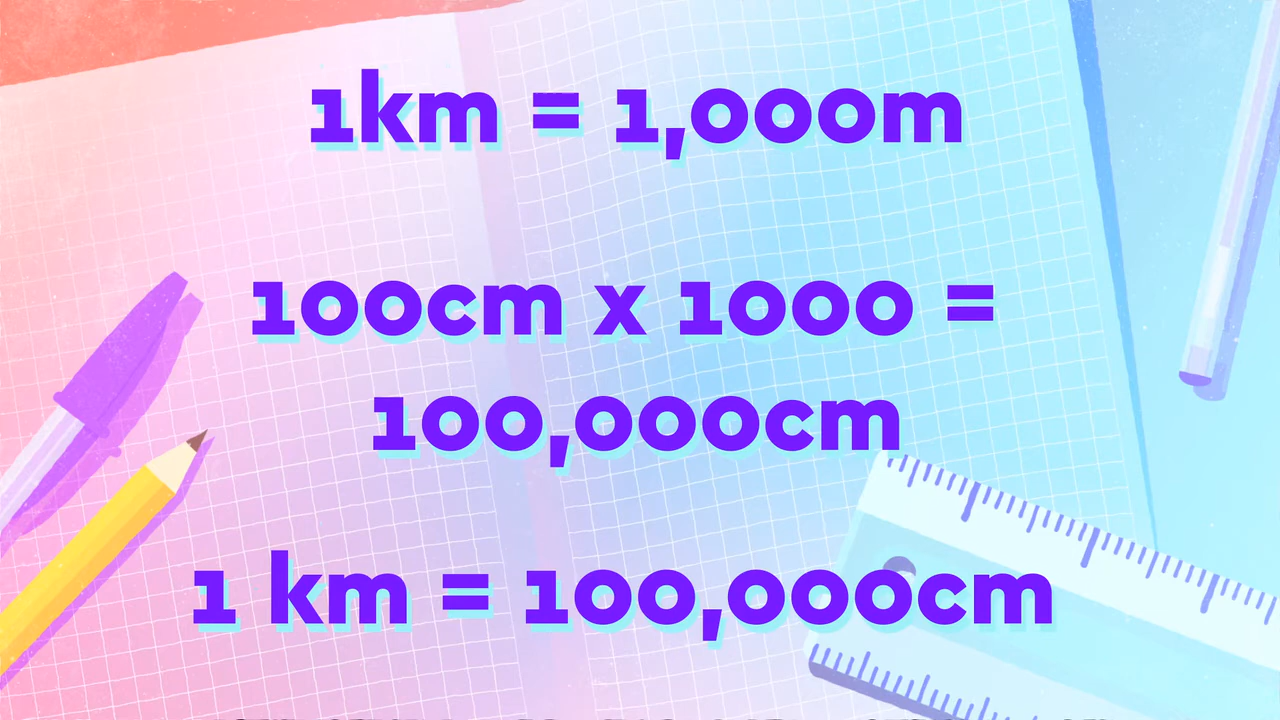 1km = 1,000m
100cm x 1000 =
100,000cm
1 km = 100,000cm